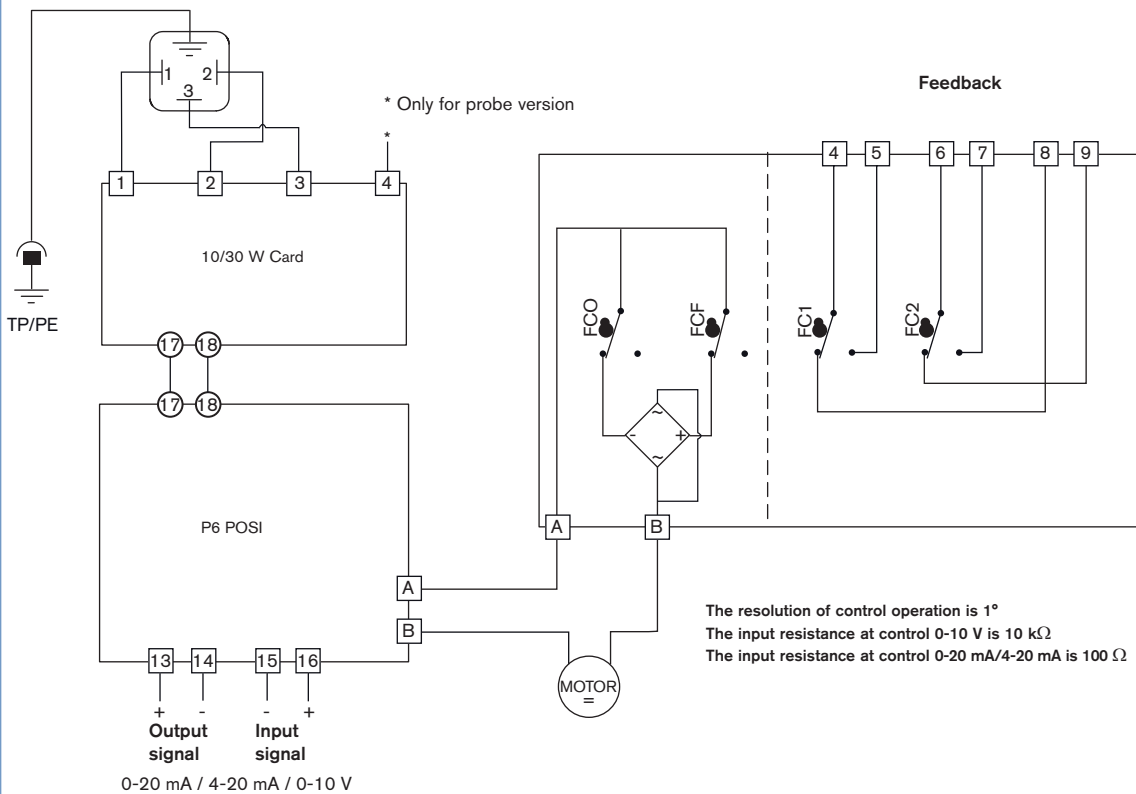 1 2
3
* Only for probe version
*
Feedback
1 2 3 4
4 5 6 7 8 9
10/30 W Card
TP/PE
FCO FCF FC1 FC2
17 18
17 18
~
- +
~
P6 POSI
A B
A
B
The resolution of control operation is 1°
The input resistance at control 0-10 V is 10 kΩ
The input resistance at control 0-20 mA/4-20 mA is 100 Ω
13 14 15 16
+ - - +
MOTOR
=
Output Input
signal signal
0-20 mA / 4-20 mA / 0-10 V